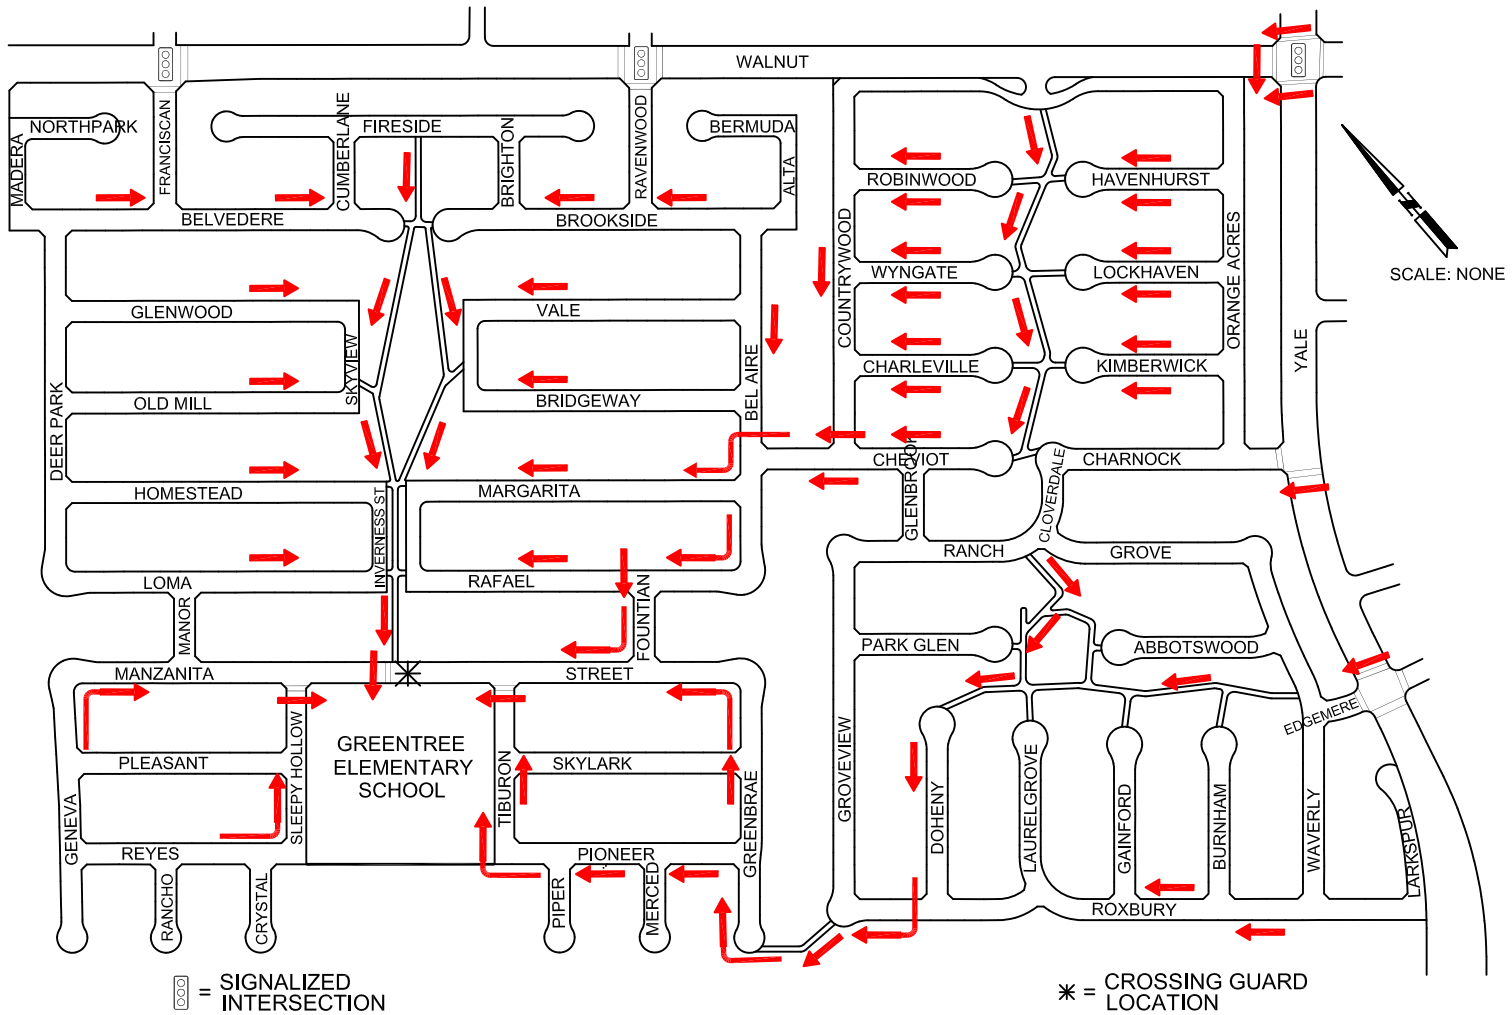 WALNUT
NORTHPARK
FIRESIDE
BERMUDA
MADERA
FRANCISCAN
CUMBERLANE
BRIGHTON
RAVENWOOD
ALTA
ROBINWOOD
HAVENHURST
BELVEDERE
BROOKSIDE
COUNTRYWOOD
ORANGE ACRES
WYNGATE
LOCKHAVEN
SCALE: NONE
GLENWOOD
VALE
SKYVIEW
BEL AIRE
YALE
CHARLEVILLE
KIMBERWICK
DEER PARK
OLD MILL
BRIDGEWAY
CHEVIOT
CHARNOCK
GLENBROOK
CLOVERDALE
HOMESTEAD
MARGARITA
INVERNESS ST
RANCH
GROVE
LOMA
RAFAEL
MANOR
FOUNTIAN
PARK GLEN
ABBOTSWOOD
MANZANITA
STREET
EDGEMERE
SLEEPY HOLLOW
GREENTREE
ELEMENTARY
SCHOOL
TIBURON
PLEASANT
SKYLARK
GENEVA
GREENBRAE
GROVEVIEW
DOHENY
LAURELGROVE
GAINFORD
BURNHAM
WAVERLY
LARKSPUR
REYES
PIONEER
RANCHO
CRYSTAL
PIPER
MERCED
ROXBURY
= SIGNALIZED
INTERSECTION
= CROSSING GUARD
LOCATION